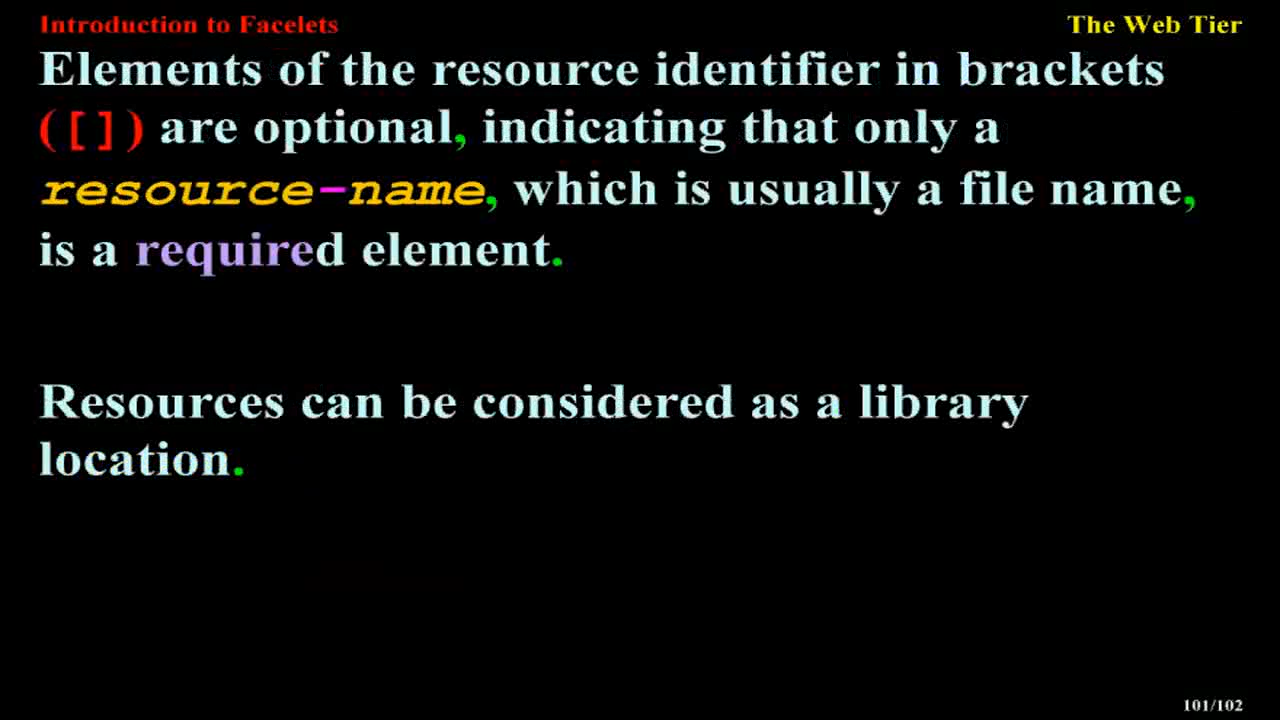 Introduction to Facelets
The Web Tier
Elements of the resource identifier in brackets
([]) are optional, indicating that only a
resource-name, which is usually a file name,
is a required element.
Resources can be considered as a library
location.
101/102